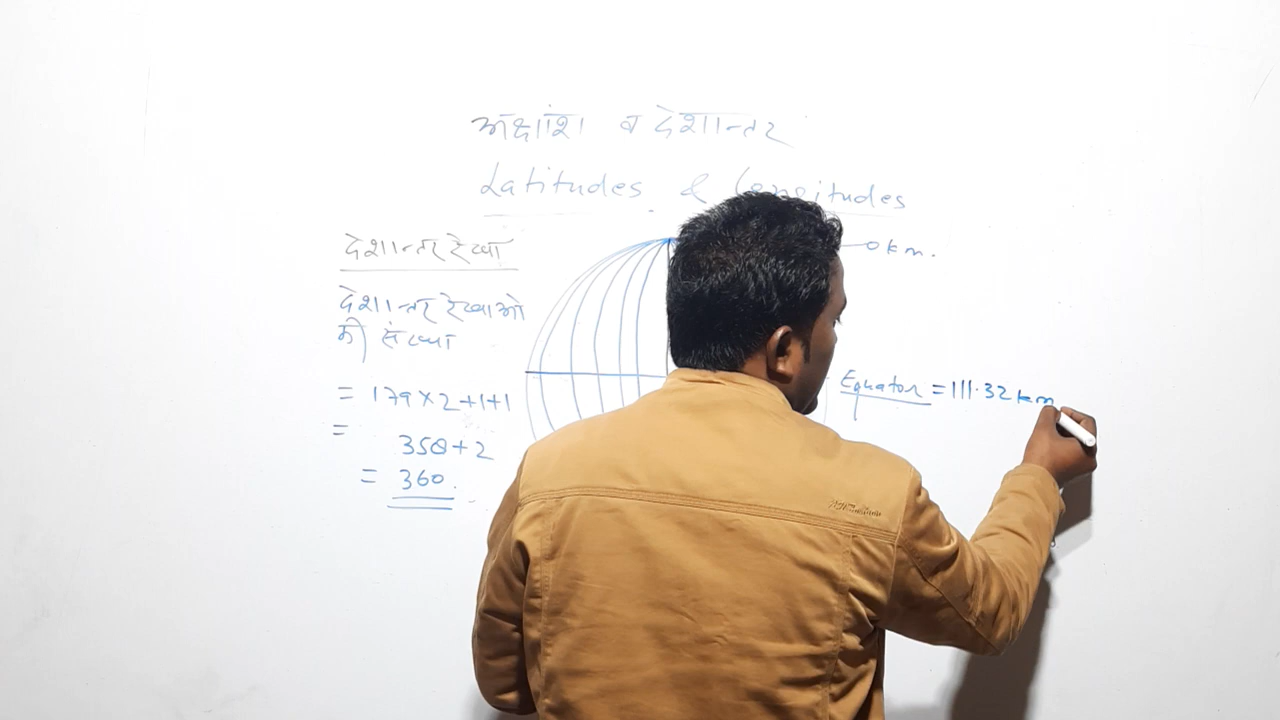 अक्षांश व देशान्तर
Latitudes & Longitudes
देशान्तर रेखा
0 km.
देशान्तर रेखाओ
की संख्या
Equator = 111.32 km
= 179 × 2 + 1 + 1
=
358 + 2
= 360.